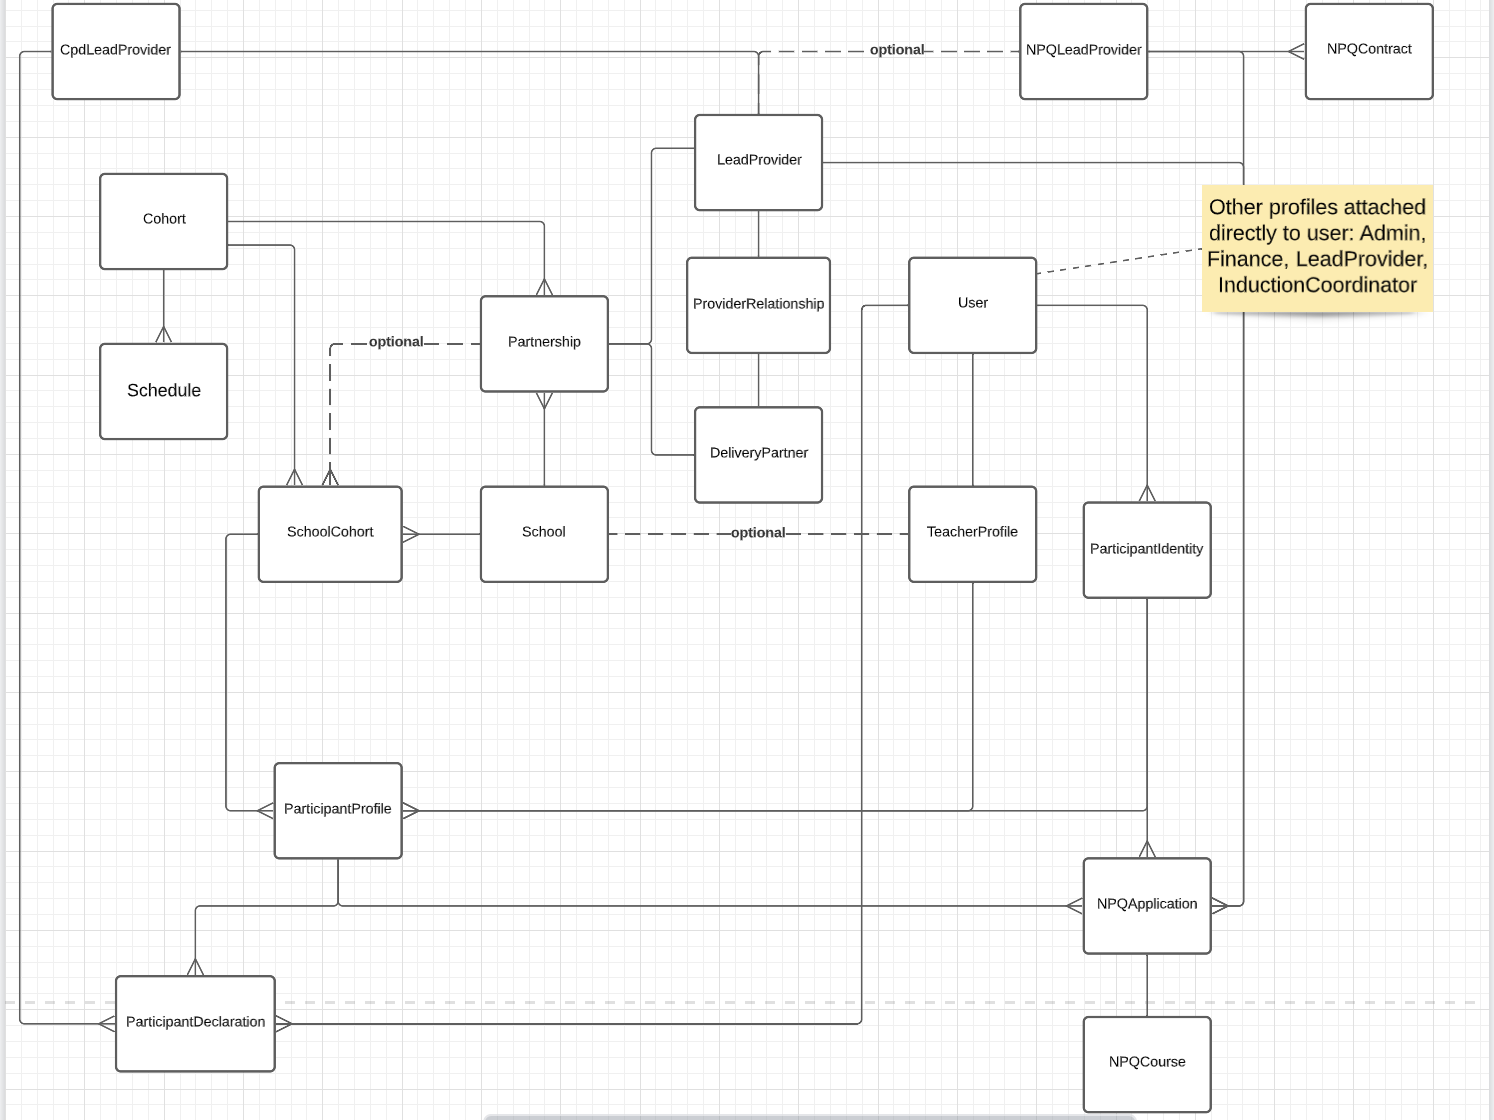 CpdLeadProvider
optional
NPQLeadProvider
NPQContract
LeadProvider
Cohort
Other profiles attached
directly to user: Admin,
Finance, LeadProvider,
InductionCoordinator
ProviderRelationship
User
Partnership
optional
Schedule
DeliveryPartner
SchoolCohort
School
optional
TeacherProfile
ParticipantIdentity
ParticipantProfile
NPQApplication
ParticipantDeclaration
NPQCourse